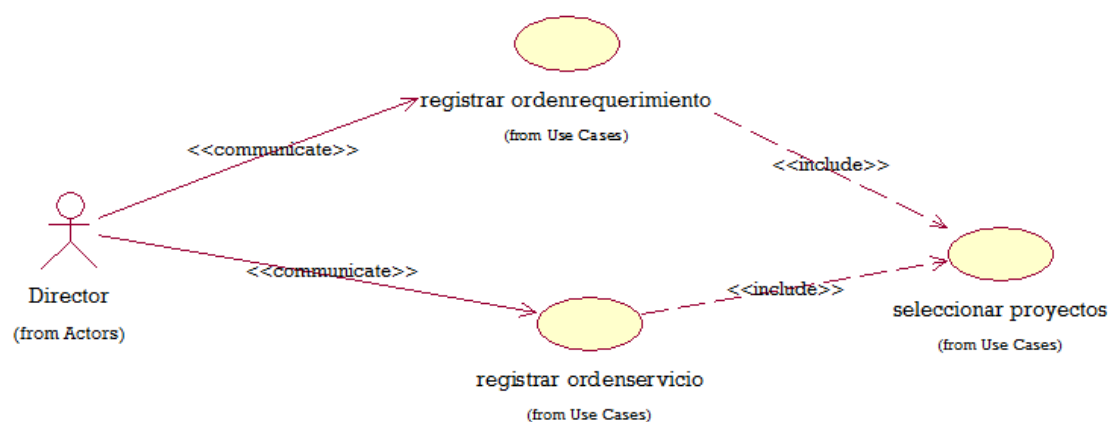 registrar ordenrequerimiento
(from Use Cases)
<<communicate>>
<<include>>
Director
(from Actors)
<<communicate>>
<<include>>
seleccionar proyectos
(from Use Cases)
registrar ordenservicio
(from Use Cases)